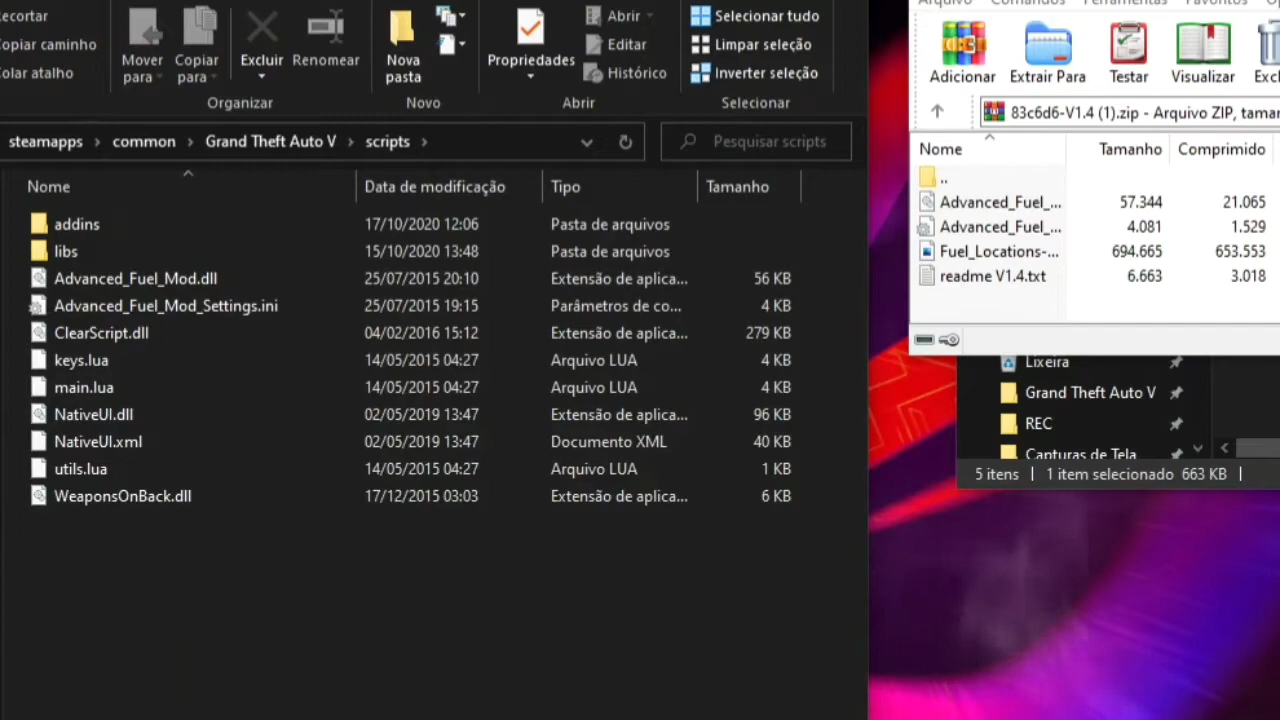 Recortar
Copiar caminho
Colar atalho
Mover para
Copiar para
Excluir
Renomear
Organizar
Nova pasta
Novo
Propriedades
Abrir
Editar
Histórico
Abrir
Selecionar tudo
Limpar seleção
Inverter seleção
Selecionar
steamapps > common > Grand Theft Auto V > scripts >
Pesquisar scripts
Nome Data de modificação Tipo Tamanho
addins 17/10/2020 12:06 Pasta de arquivos
libs 15/10/2020 13:48 Pasta de arquivos
Advanced_Fuel_Mod.dll 25/07/2015 20:10 Extensão de aplica... 56 KB
Advanced_Fuel_Mod_Settings.ini 25/07/2015 19:15 Parâmetros de co... 4 KB
ClearScript.dll 04/02/2016 15:12 Extensão de aplica... 279 KB
keys.lua 14/05/2015 04:27 Arquivo LUA 4 KB
main.lua 14/05/2015 04:27 Arquivo LUA 4 KB
NativeUI.dll 02/05/2019 13:47 Extensão de aplica... 96 KB
NativeUI.xml 02/05/2019 13:47 Documento XML 40 KB
utils.lua 14/05/2015 04:27 Arquivo LUA 1 KB
WeaponsOnBack.dll 17/12/2015 03:03 Extensão de aplica... 6 KB
Arquivo Comandos Ferramentas Favoritos
Adicionar Extrair Para Testar Visualizar Exc
83c6d6-V1.4 (1).zip - Arquivo ZIP, taman
Nome Tamanho Comprimido
..
Advanced_Fuel_... 57.344 21.065
Advanced_Fuel_... 4.081 1.529
Fuel_Locations-... 694.665 653.553
readme V1.4.txt 6.663 3.018
Lixeira
Grand Theft Auto V
REC
Capturas de Tela
5 itens | 1 item selecionado 663 KB |